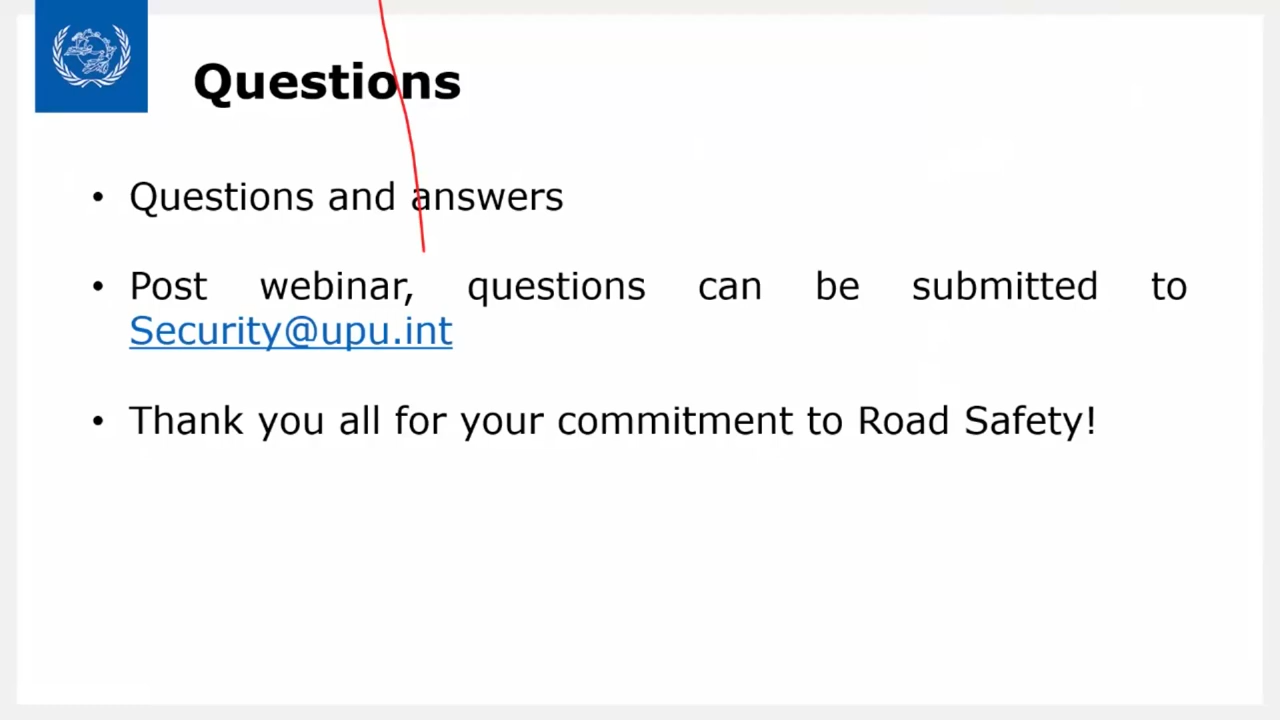 Questions
• Questions and answers
• Post webinar, questions can be submitted to
Security@upu.int
• Thank you all for your commitment to Road Safety!